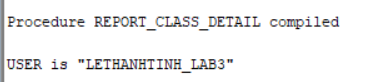 Procedure REPORT_CLASS_DETAIL compiled
USER is "LETHANHTINH_LAB3"